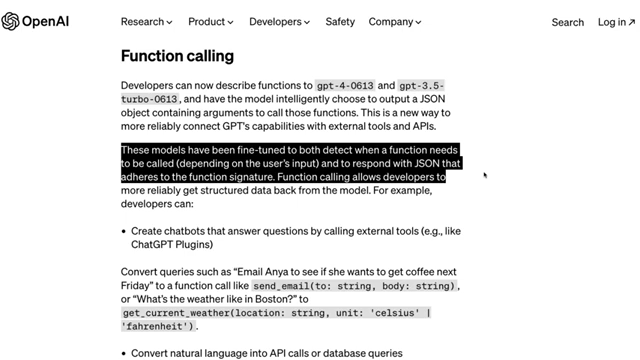 OpenAI
Research Product Developers Safety Company
Search Log in
Function calling
Developers can now describe functions to gpt-4-0613 and gpt-3.5-
turbo-0613, and have the model intelligently choose to output a JSON
object containing arguments to call those functions. This is a new way to
more reliably connect GPT's capabilities with external tools and APIs.
These models have been fine-tuned to both detect when a function needs
to be called (depending on the user's input) and to respond with JSON that
adheres to the function signature. Function calling allows developers to
more reliably get structured data back from the model. For example,
developers can:
• Create chatbots that answer questions by calling external tools (e.g., like
ChatGPT Plugins)
Convert queries such as “Email Anya to see if she wants to get coffee next
Friday” to a function call like send_email(to: string, body: string),
or “What's the weather like in Boston?” to
get_current_weather(location: string, unit: 'celsius' |
'fahrenheit').
• Convert natural language into API calls or database queries